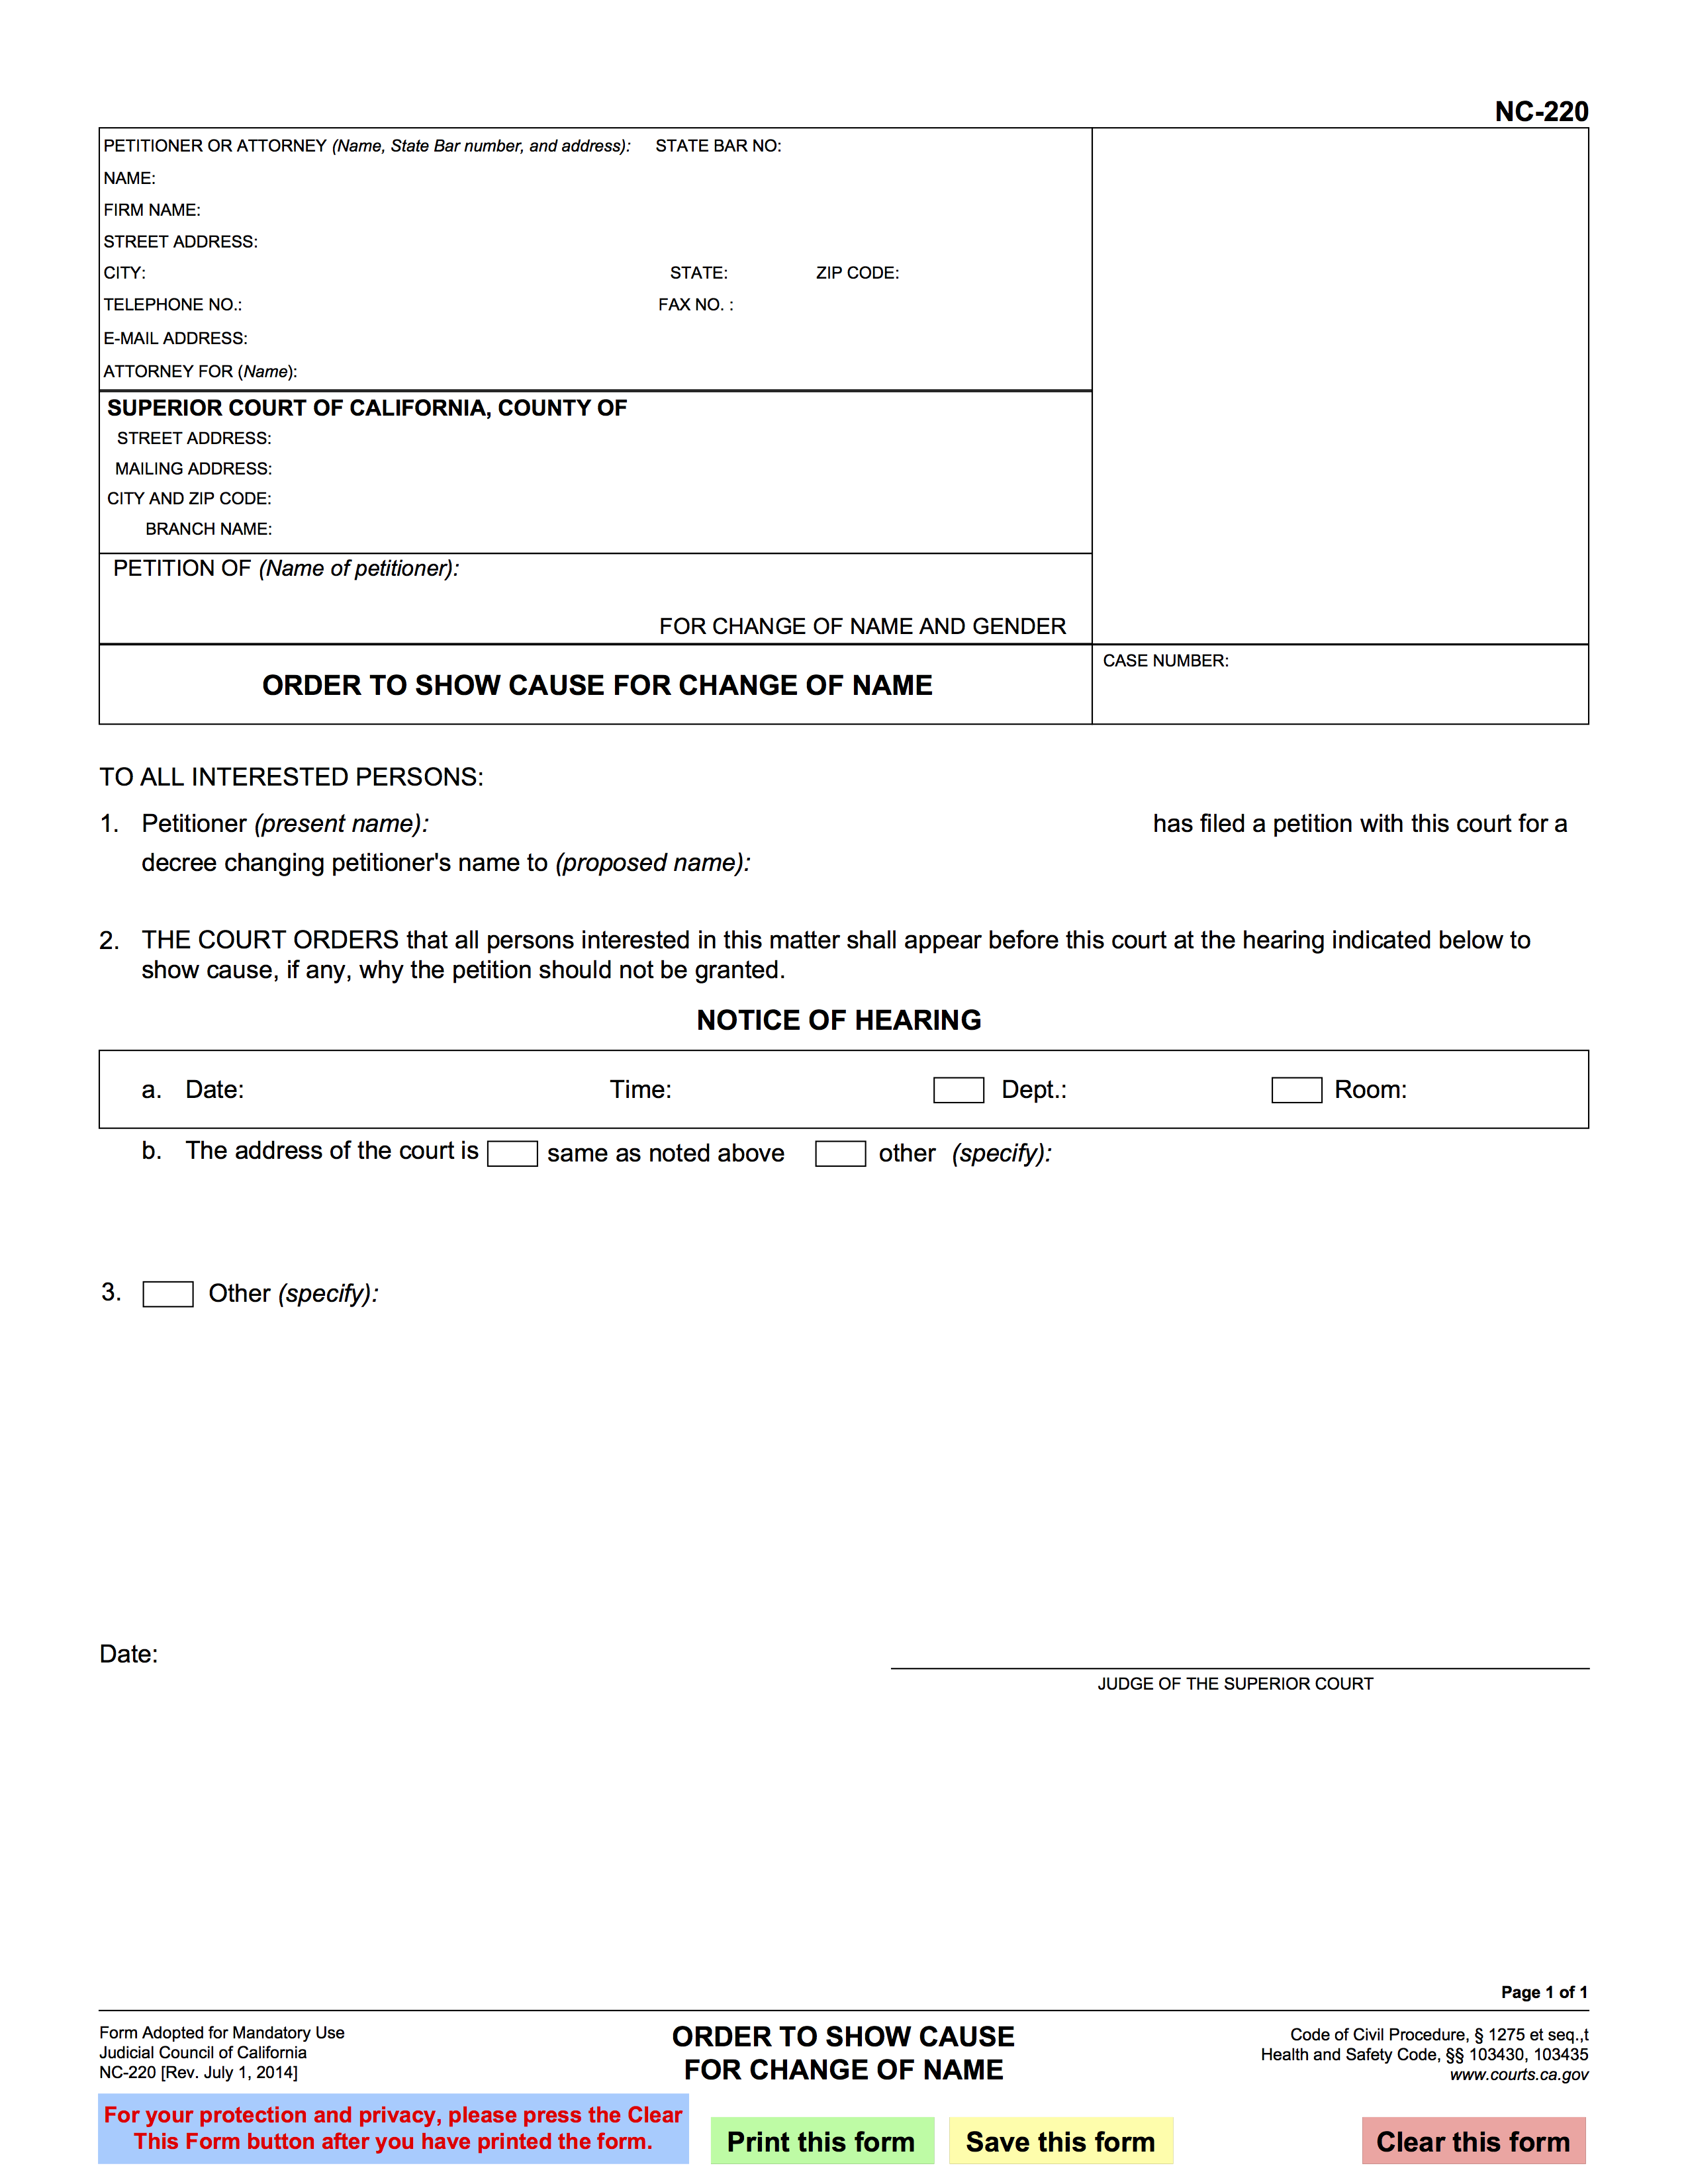 NC-220
PETITIONER OR ATTORNEY (Name, State Bar number, and address): STATE BAR NO:
NAME:
FIRM NAME:
STREET ADDRESS:
CITY: STATE: ZIP CODE:
TELEPHONE NO.: FAX NO. :
E-MAIL ADDRESS:
ATTORNEY FOR (Name):
SUPERIOR COURT OF CALIFORNIA, COUNTY OF
STREET ADDRESS:
MAILING ADDRESS:
CITY AND ZIP CODE:
BRANCH NAME:
PETITION OF (Name of petitioner):
FOR CHANGE OF NAME AND GENDER
ORDER TO SHOW CAUSE FOR CHANGE OF NAME
CASE NUMBER:
TO ALL INTERESTED PERSONS:
1. Petitioner (present name): has filed a petition with this court for a
decree changing petitioner's name to (proposed name):
2. THE COURT ORDERS that all persons interested in this matter shall appear before this court at the hearing indicated below to
show cause, if any, why the petition should not be granted.
NOTICE OF HEARING
a. Date: Time: Dept.: Room:
b. The address of the court is same as noted above other (specify):
3. Other (specify):
Date:
JUDGE OF THE SUPERIOR COURT
Page 1 of 1
Form Adopted for Mandatory Use
Judicial Council of California
NC-220 [Rev. July 1, 2014]
ORDER TO SHOW CAUSE
FOR CHANGE OF NAME
Code of Civil Procedure, § 1275 et seq.,t
Health and Safety Code, §§ 103430, 103435
www.courts.ca.gov
For your protection and privacy, please press the Clear
This Form button after you have printed the form.
Print this form
Save this form
Clear this form